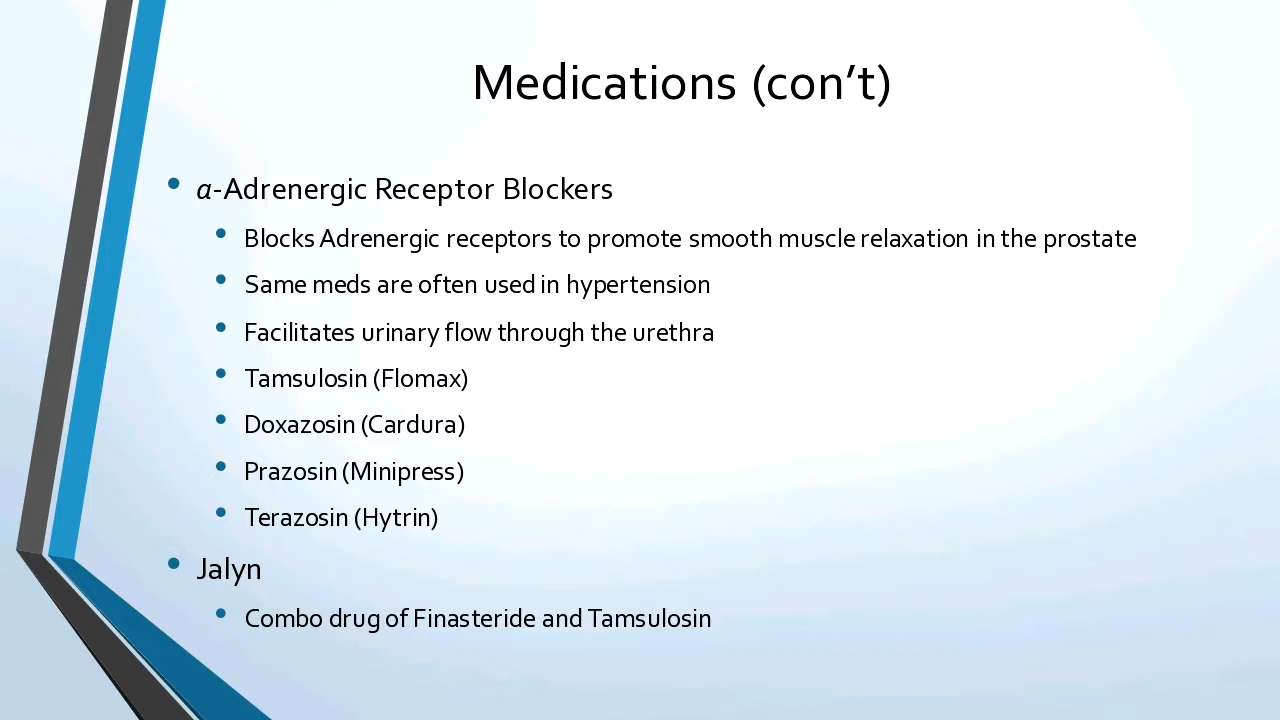 Medications (con’t)
• α-Adrenergic Receptor Blockers
• Blocks Adrenergic receptors to promote smooth muscle relaxation in the prostate
• Same meds are often used in hypertension
• Facilitates urinary flow through the urethra
• Tamsulosin (Flomax)
• Doxazosin (Cardura)
• Prazosin (Minipress)
• Terazosin (Hytrin)
• Jalyn
• Combo drug of Finasteride and Tamsulosin